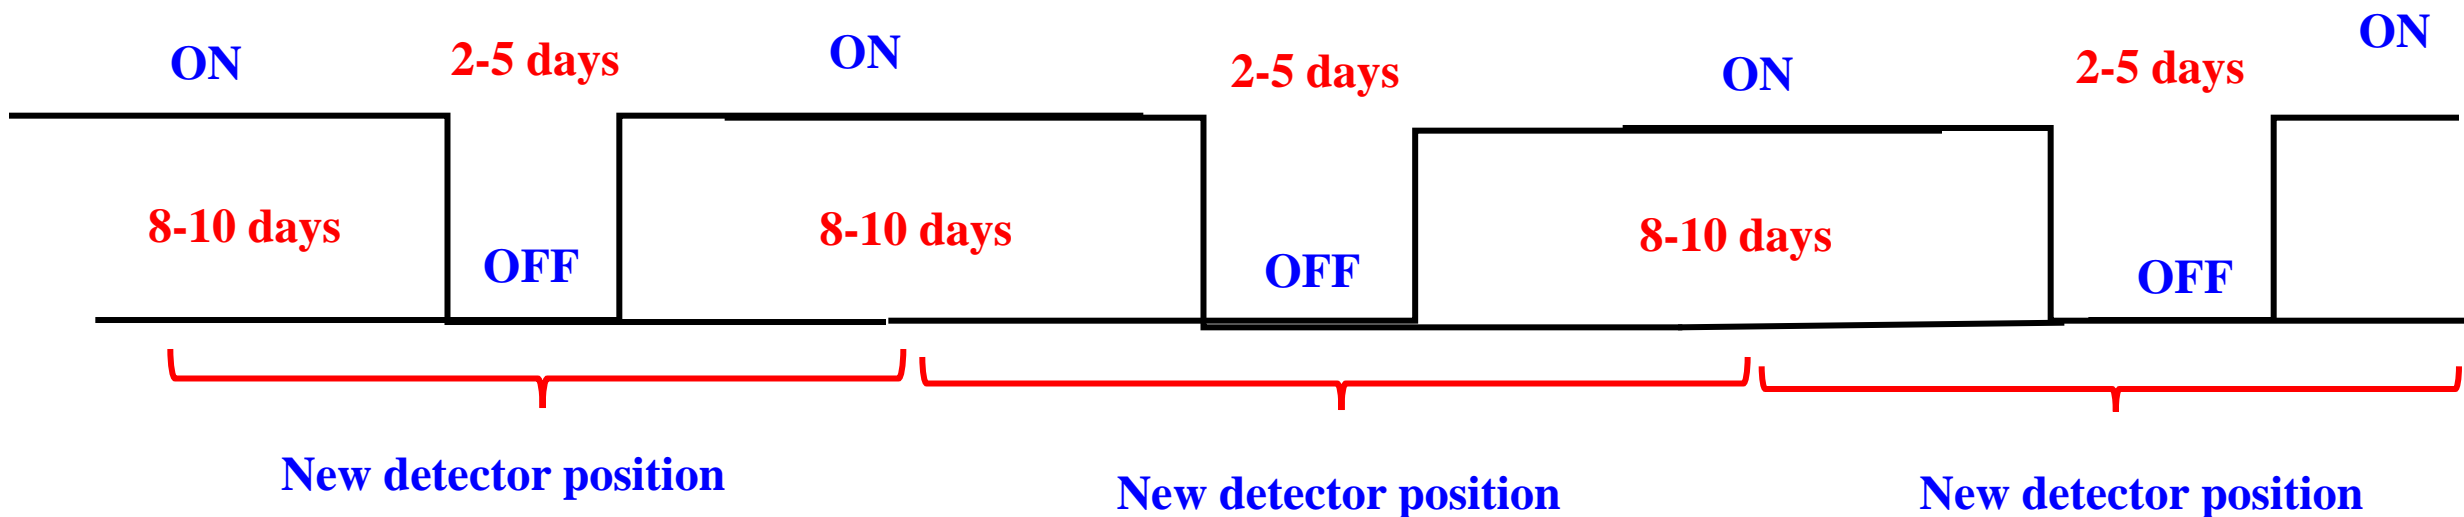 ON
2-5 days
ON
2-5 days
ON
2-5 days
ON
8-10 days
OFF
8-10 days
OFF
8-10 days
OFF
New detector position
New detector position
New detector position